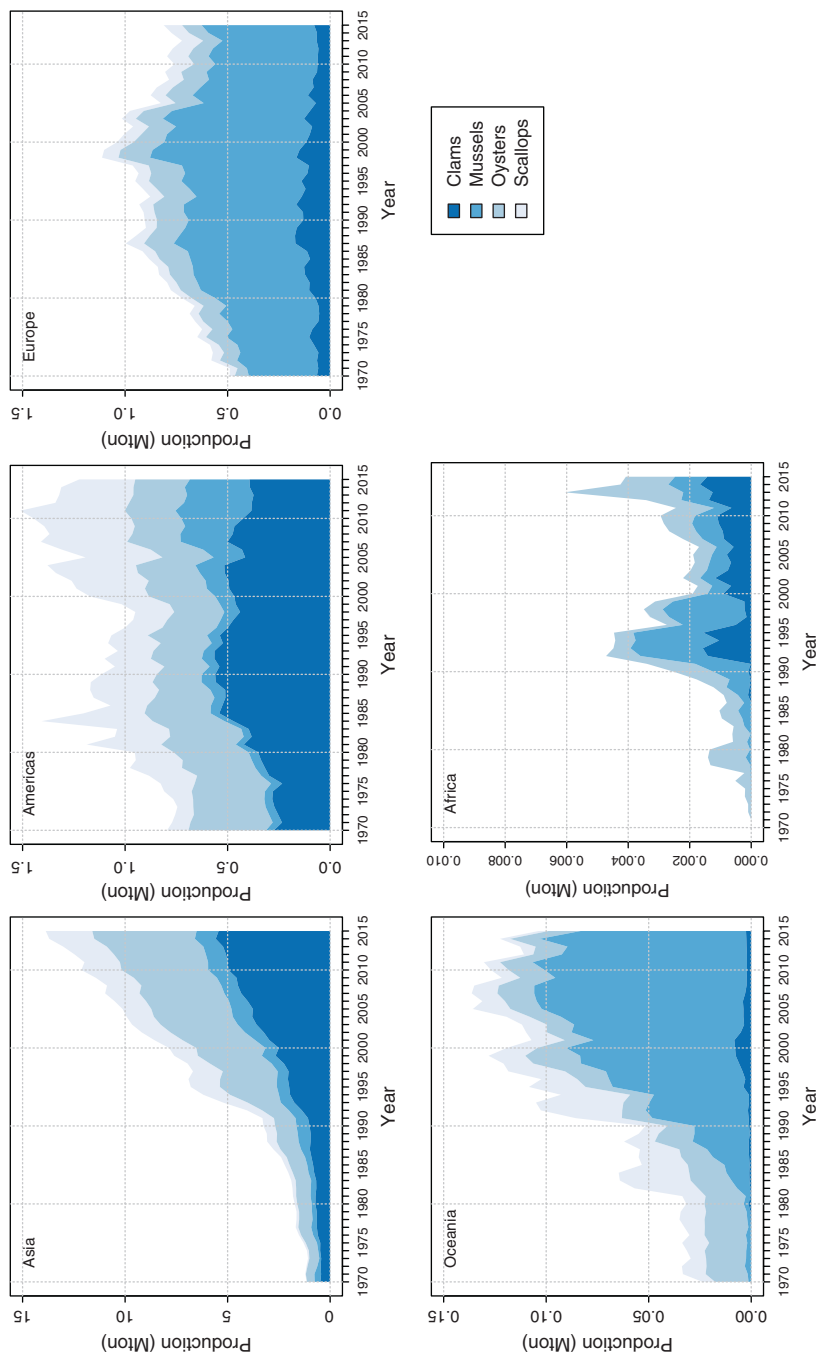 Asia
Production (Mton)
15
10
5
0
1970 1975 1980 1985 1990 1995 2000 2005 2010 2015
Year
Americas
Production (Mton)
1.5
1.0
0.5
0.0
1970 1975 1980 1985 1990 1995 2000 2005 2010 2015
Year
Europe
Production (Mton)
1.5
1.0
0.5
0.0
1970 1975 1980 1985 1990 1995 2000 2005 2010 2015
Year
Oceania
Production (Mton)
0.15
0.10
0.05
0.00
1970 1975 1980 1985 1990 1995 2000 2005 2010 2015
Year
Africa
Production (Mton)
0.010
0.008
0.006
0.004
0.002
0.000
1970 1975 1980 1985 1990 1995 2000 2005 2010 2015
Year
Clams
Mussels
Oysters
Scallops